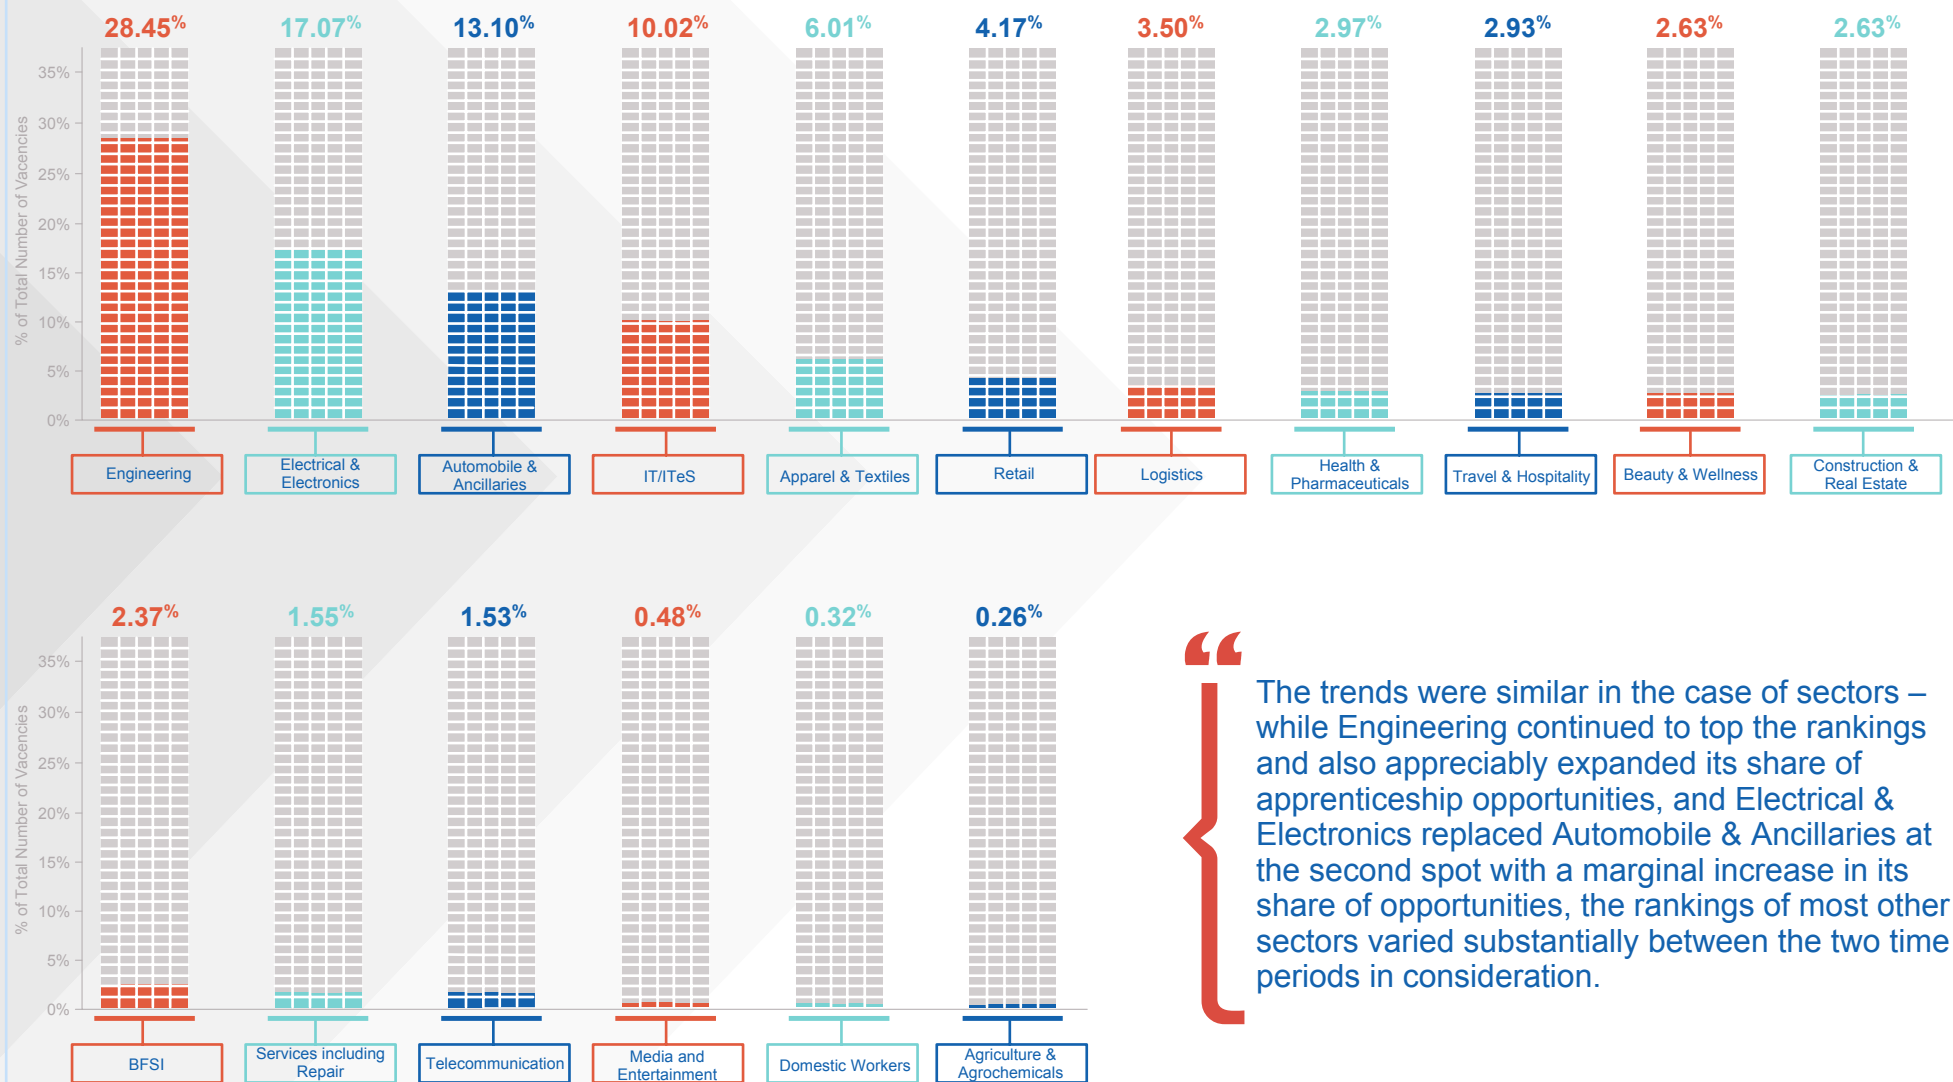 28.45% 17.07% 13.10% 10.02% 6.01% 4.17% 3.50% 2.97% 2.93% 2.63% 2.63%
% of Total Number of Vacencies
35%
30%
25%
20%
15%
10%
5%
0%
Engineering
Electrical &
Electronics
Automobile &
Ancillaries
IT/ITeS
Apparel & Textiles
Retail
Logistics
Health &
Pharmaceuticals
Travel & Hospitality
Beauty & Wellness
Construction &
Real Estate
2.37% 1.55% 1.53% 0.48% 0.32% 0.26%
% of Total Number of Vacencies
35%
30%
25%
20%
15%
10%
5%
0%
BFSI
Services including
Repair
Telecommunication
Media and
Entertainment
Domestic Workers
Agriculture &
Agrochemicals
“
The trends were similar in the case of sectors –
while Engineering continued to top the rankings
and also appreciably expanded its share of
apprenticeship opportunities, and Electrical &
Electronics replaced Automobile & Ancillaries at
the second spot with a marginal increase in its
share of opportunities, the rankings of most other
sectors varied substantially between the two time
periods in consideration.